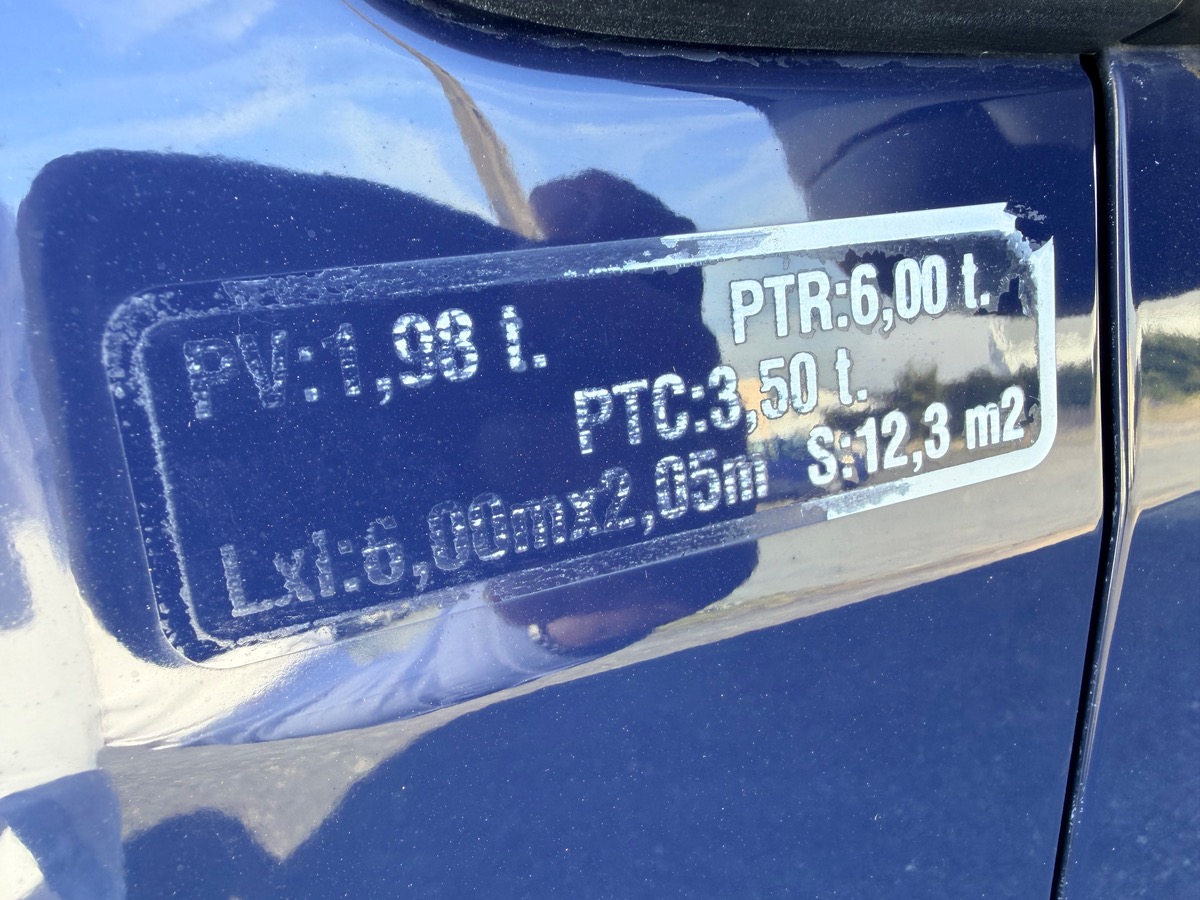 PV:1,98 t.
PTR:6,00 t.
PTC:3,50 t.
Lxl:6,00mx2,05m
S:12,3 m2